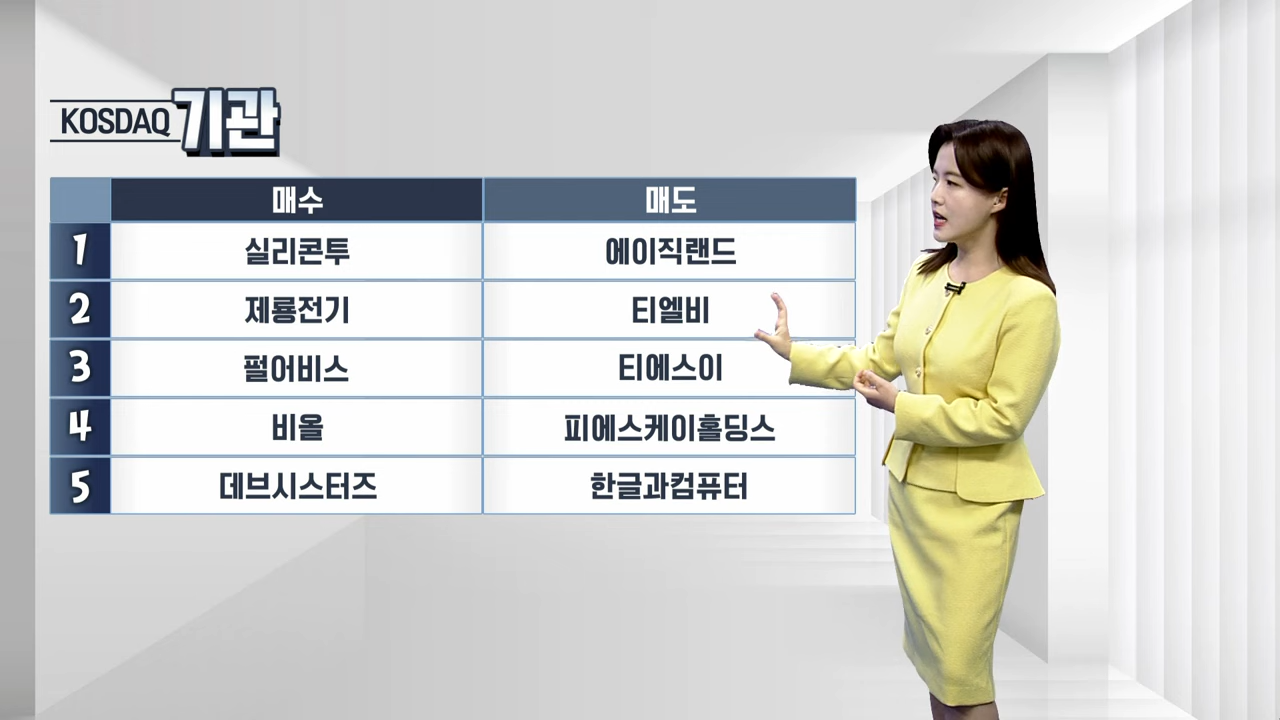 KOSDAQ 기관
매수 매도
1 실리콘투 에이직랜드
2 제룡전기 티엘비
3 펄어비스 티에스이
4 비올 피에스케이홀딩스
5 데브시스터즈 한글과컴퓨터